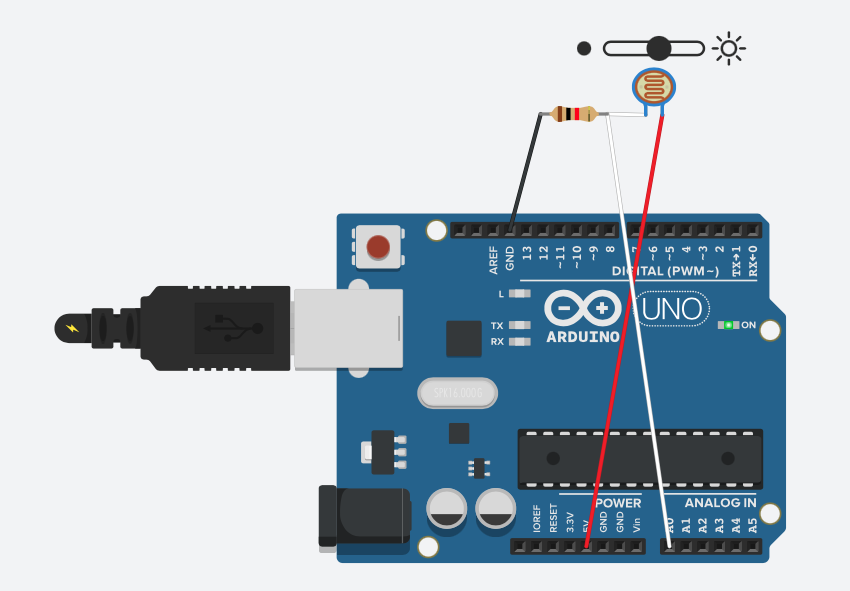 AREF
GND
13
12
~11
~10
~9
8
7
~6
~5
4
~3
2
TX→1
RX←0
DIGITAL (PWM~)
L
TX
RX
UNO
ARDUINO
ON
POWER
ANALOG IN
IOREF
RESET
3.3V
5V
GND
GND
Vin
A0
A1
A2
A3
A4
A5